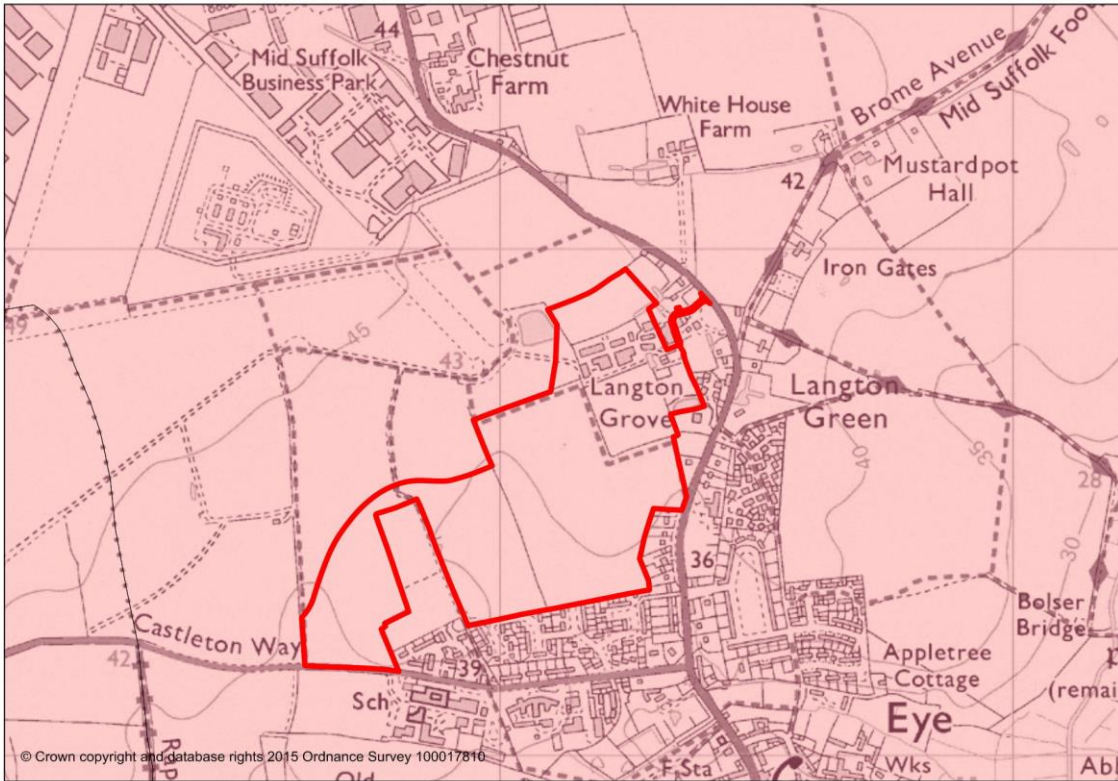 44
Mid Suffolk
Business Park
Chestnut
Farm
White House
Farm
Brome Avenue
Mid Suffolk Foot
Mustardpot
Hall
42
Iron Gates
49
45
43
Langton
Grove
Langton
Green
40
35
28
30
36
Castleton Way
42
39
Sch
Bolser
Bridge
Appletree
Cottage
(remai
Eye
F Sta
Wks
Ab
Old
© Crown copyright and database rights 2015 Ordnance Survey 100017810